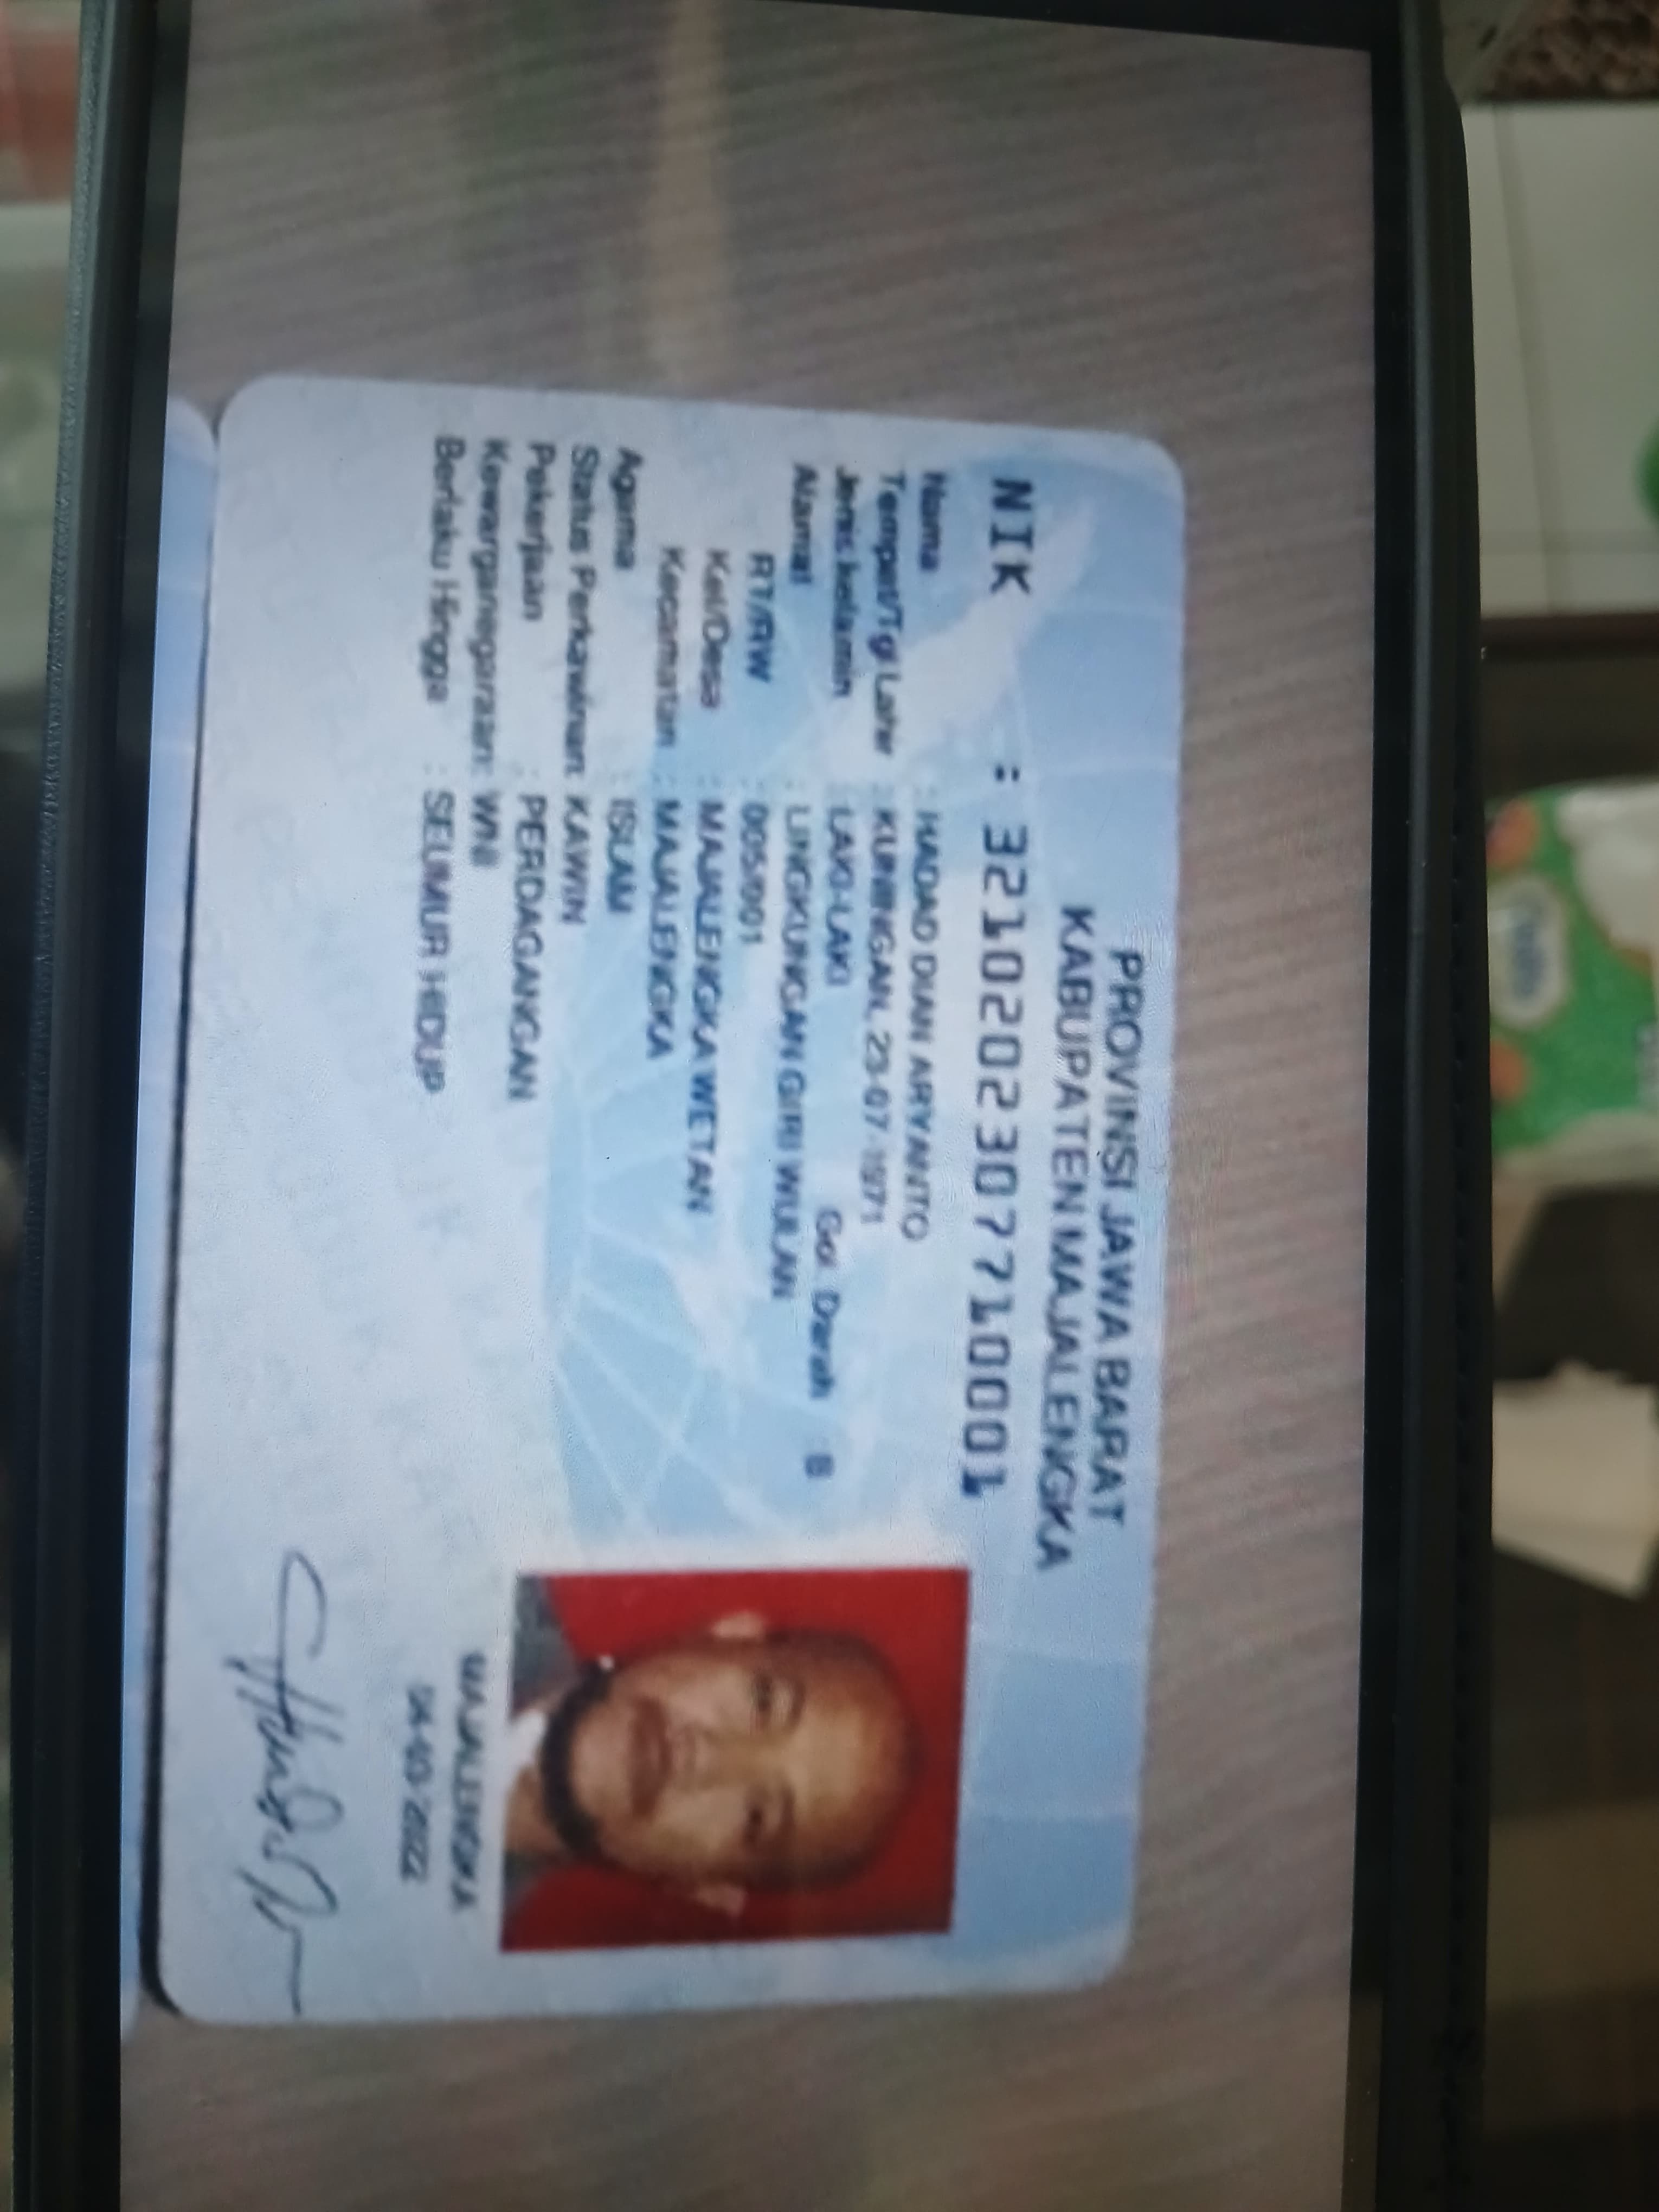 PROVINSI JAWA BARAT
KABUPATEN MAJALENGKA
NIK : 3210202307710001
Nama : HADAD DIAN ARYANTO
Tempat/Tgl Lahir : KUNINGAN, 23-07-1971
Jenis kelamin : LAKI-LAKI Gol. Darah : B
Alamat : LINGKUNGAN GIRI WULAN
RT/RW : 005/001
Kel/Desa : MAJALENGKA WETAN
Kecamatan : MAJALENGKA
Agama : ISLAM
Status Perkawinan: KAWIN
Pekerjaan : PERDAGANGAN
Kewarganegaraan: WNI
Berlaku Hingga : SEUMUR HIDUP
MAJALENGKA
04-03-2022